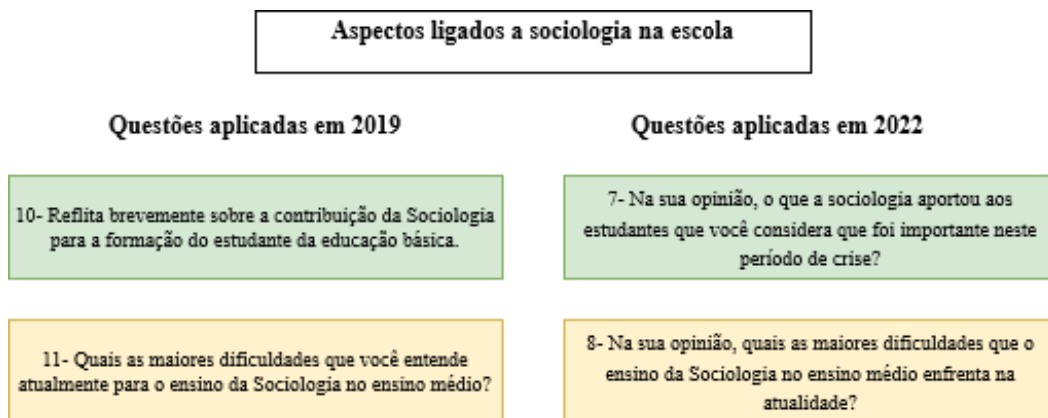 Aspectos ligados a sociologia na escola
Questões aplicadas em 2019
Questões aplicadas em 2022
10- Reflita brevemente sobre a contribuição da Sociologia
para a formação do estudante da educação básica.
7- Na sua opinião, o que a sociologia aportou aos
estudantes que você considera que foi importante neste
período de crise?
11- Quais as maiores dificuldades que você entende
atualmente para o ensino da Sociologia no ensino médio?
8- Na sua opinião, quais as maiores dificuldades que o
ensino da Sociologia no ensino médio enfrenta na
atualidade?